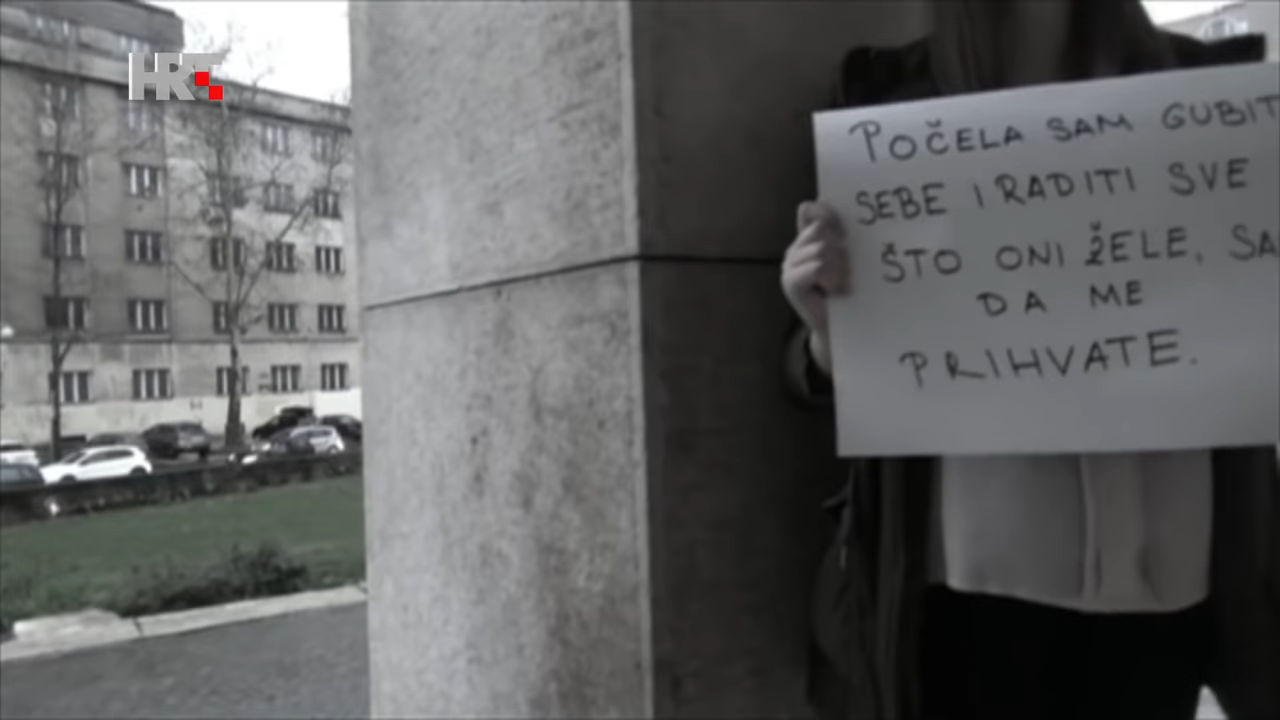 HRT
POČELA SAM GUBIT
SEBE I RADITI SVE
ŠTO ONI ŽELE, SA
DA ME
PRIHVATE.